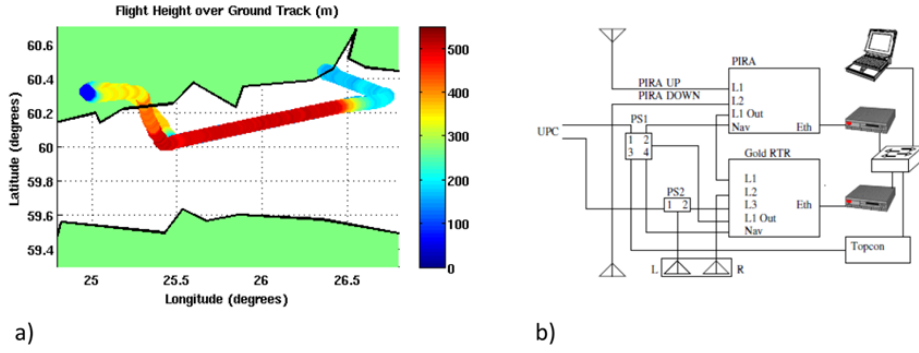 Flight Height over Ground Track (m)
60.6
60.4
60.2
60
59.8
59.6
59.4
Latitude (degrees)
25
25.5
26
26.5
Longitude (degrees)
500
400
300
200
100
0
a)
PIRA
PIRA UP
PIRA DOWN
L1
L2
L1 Out
Nav
Eth
UPC
PS1
1 2
3 4
Gold RTR
L1
L2
L3
L1 Out
Nav
Eth
PS2
1 2
Topcon
L
R
b)